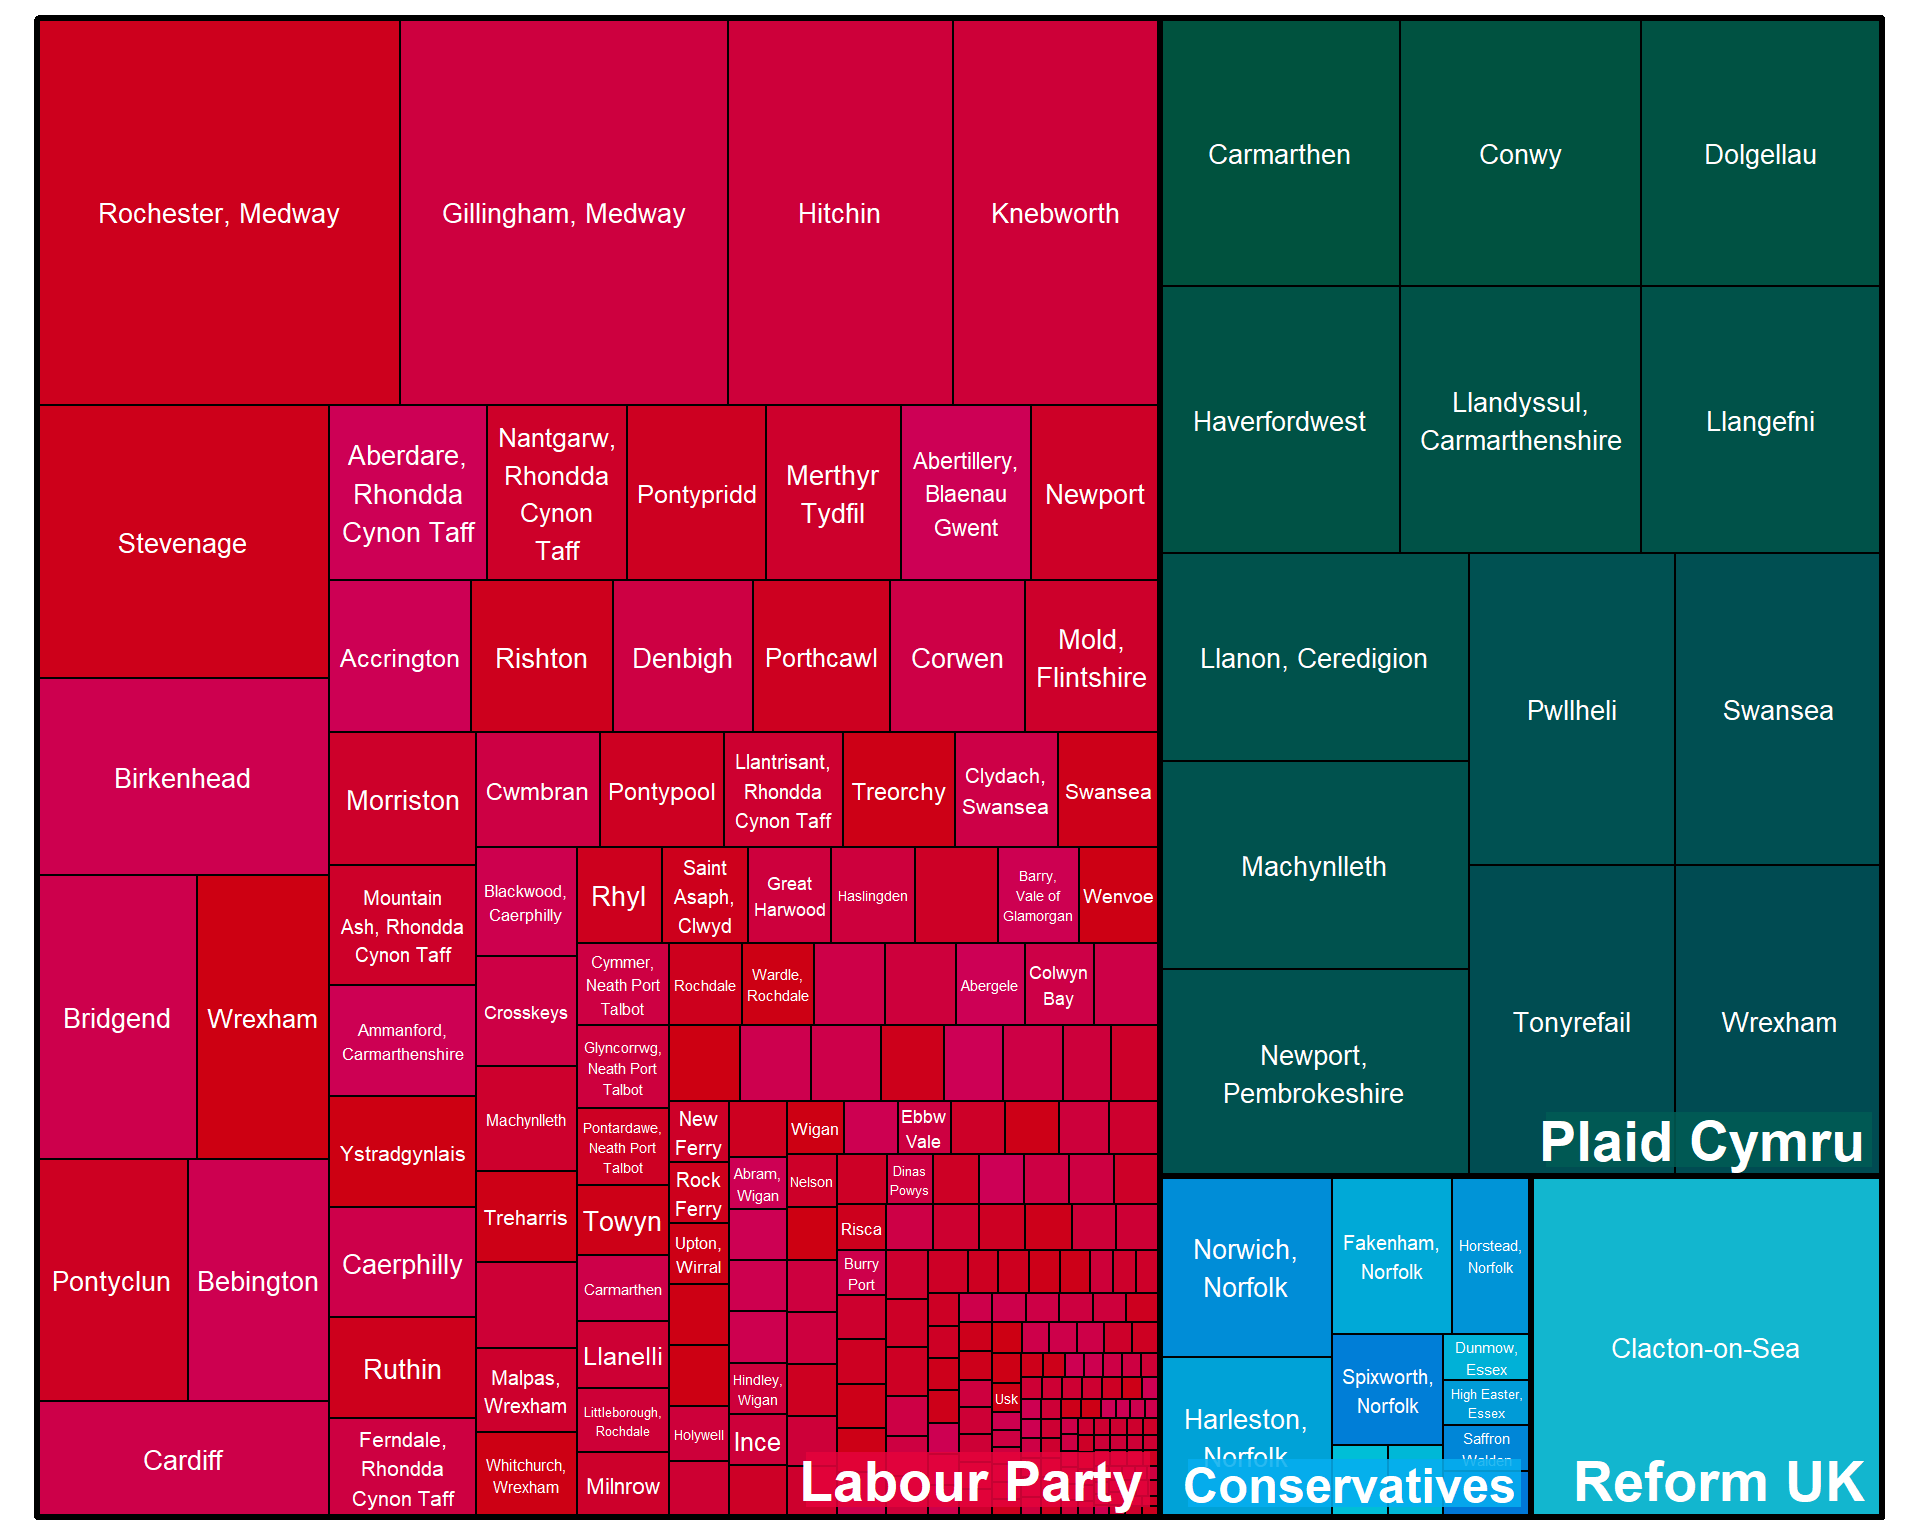 Rochester, Medway
Gillingham, Medway
Hitchin
Knebworth
Stevenage
Aberdare,
Rhondda
Cynon Taff
Nantgarw,
Rhondda
Cynon
Taff
Pontypridd
Merthyr
Tydfil
Abertillery,
Blaenau
Gwent
Newport
Accrington
Rishton
Denbigh
Porthcawl
Corwen
Mold,
Flintshire
Birkenhead
Morriston
Cwmbran
Pontypool
Llantrisant,
Rhondda
Cynon Taff
Treorchy
Clydach,
Swansea
Swansea
Bridgend
Wrexham
Mountain
Ash, Rhondda
Cynon Taff
Blackwood,
Caerphilly
Rhyl
Saint
Asaph,
Clwyd
Great
Harwood
Haslingden
Barry,
Vale of
Glamorgan
Wenvoe
Ammanford,
Carmarthenshire
Crosskeys
Cymmer,
Neath Port
Talbot
Rochdale
Wardle,
Rochdale
Abergele
Colwyn
Bay
Glyncorrwg,
Neath Port
Talbot
Ystradgynlais
Machynlleth
Pontardawe,
Neath Port
Talbot
New
Ferry
Wigan
Ebbw
Vale
Rock
Ferry
Abram,
Wigan
Nelson
Dinas
Powys
Pontyclun
Bebington
Caerphilly
Treharris
Towyn
Upton,
Wirral
Risca
Burry
Port
Carmarthen
Ruthin
Malpas,
Wrexham
Llanelli
Hindley,
Wigan
Usk
Cardiff
Ferndale,
Rhondda
Cynon Taff
Whitchurch,
Wrexham
Littleborough,
Rochdale
Milnrow
Holywell
Ince
Labour Party
Carmarthen
Conwy
Dolgellau
Haverfordwest
Llandyssul,
Carmarthenshire
Llangefni
Llanon, Ceredigion
Pwllheli
Swansea
Machynlleth
Newport,
Pembrokeshire
Tonyrefail
Wrexham
Plaid Cymru
Norwich,
Norfolk
Fakenham,
Norfolk
Horstead,
Norfolk
Harleston,
Norfolk
Spixworth,
Norfolk
Dunmow,
Essex
High Easter,
Essex
Saffron
Walden
Conservatives
Clacton-on-Sea
Reform UK